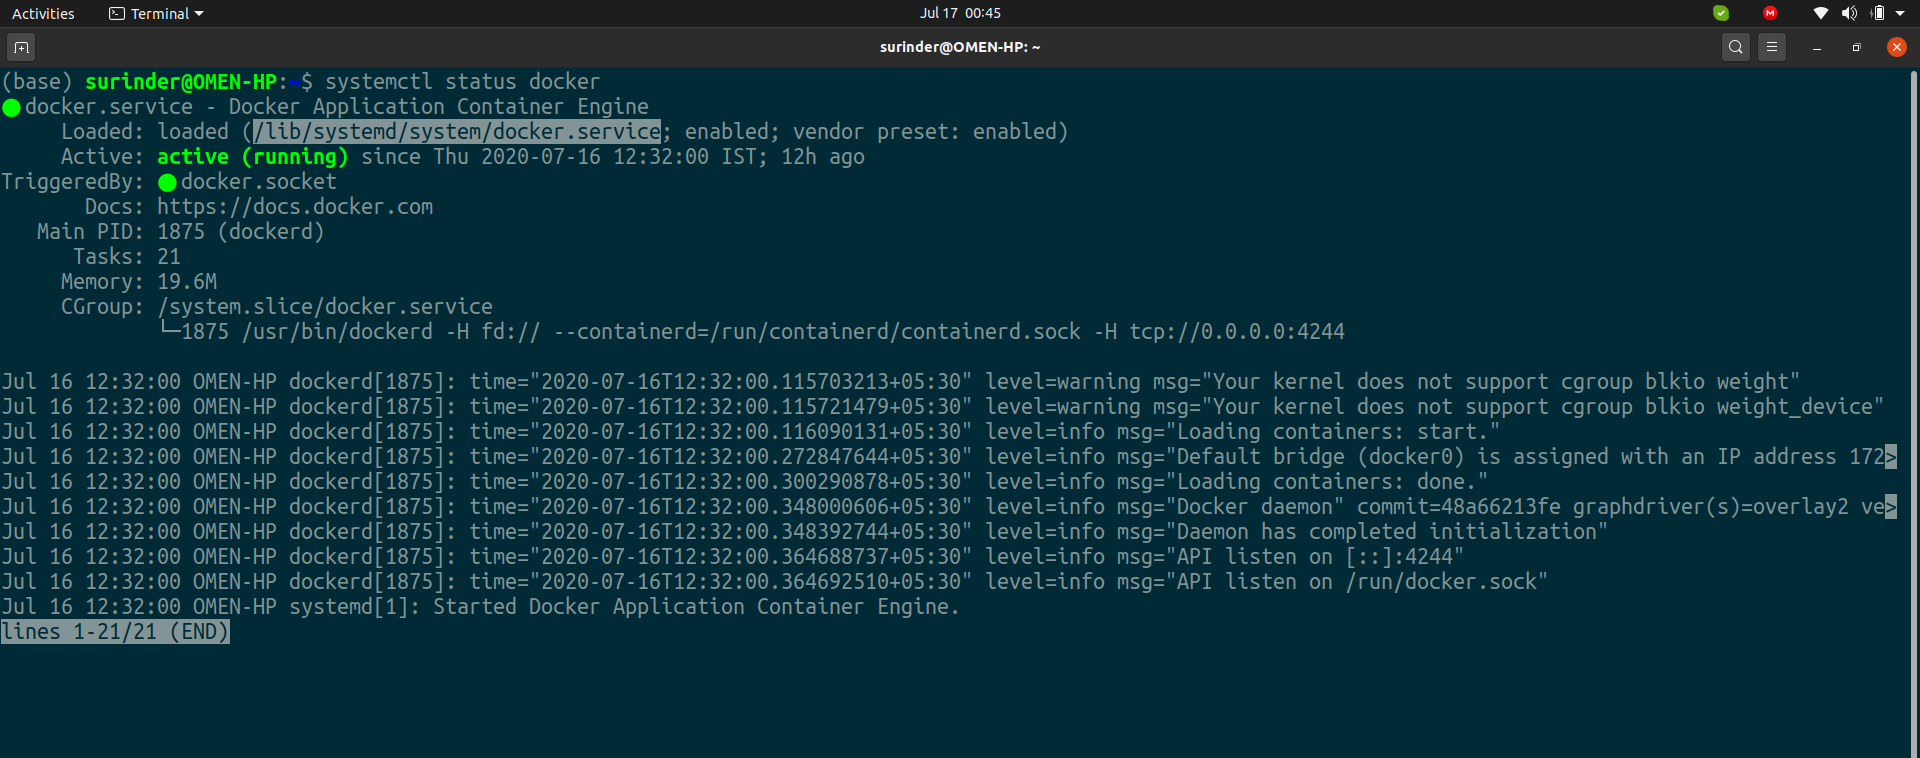 Activities Terminal Jul 17 00:45
surinder@OMEN-HP: ~
(base) surinder@OMEN-HP:~$ systemctl status docker
● docker.service - Docker Application Container Engine
     Loaded: loaded (/lib/systemd/system/docker.service; enabled; vendor preset: enabled)
     Active: active (running) since Thu 2020-07-16 12:32:00 IST; 12h ago
TriggeredBy: ● docker.socket
       Docs: https://docs.docker.com
   Main PID: 1875 (dockerd)
      Tasks: 21
     Memory: 19.6M
     CGroup: /system.slice/docker.service
             └─1875 /usr/bin/dockerd -H fd:// --containerd=/run/containerd/containerd.sock -H tcp://0.0.0.0:4244
Jul 16 12:32:00 OMEN-HP dockerd[1875]: time="2020-07-16T12:32:00.115703213+05:30" level=warning msg="Your kernel does not support cgroup blkio weight"
Jul 16 12:32:00 OMEN-HP dockerd[1875]: time="2020-07-16T12:32:00.115721479+05:30" level=warning msg="Your kernel does not support cgroup blkio weight_device"
Jul 16 12:32:00 OMEN-HP dockerd[1875]: time="2020-07-16T12:32:00.116090131+05:30" level=info msg="Loading containers: start."
Jul 16 12:32:00 OMEN-HP dockerd[1875]: time="2020-07-16T12:32:00.272847644+05:30" level=info msg="Default bridge (docker0) is assigned with an IP address 172>
Jul 16 12:32:00 OMEN-HP dockerd[1875]: time="2020-07-16T12:32:00.300290878+05:30" level=info msg="Loading containers: done."
Jul 16 12:32:00 OMEN-HP dockerd[1875]: time="2020-07-16T12:32:00.348000606+05:30" level=info msg="Docker daemon" commit=48a66213fe graphdriver(s)=overlay2 ve>
Jul 16 12:32:00 OMEN-HP dockerd[1875]: time="2020-07-16T12:32:00.348392744+05:30" level=info msg="Daemon has completed initialization"
Jul 16 12:32:00 OMEN-HP dockerd[1875]: time="2020-07-16T12:32:00.364688737+05:30" level=info msg="API listen on [::]:4244"
Jul 16 12:32:00 OMEN-HP dockerd[1875]: time="2020-07-16T12:32:00.364692510+05:30" level=info msg="API listen on /run/docker.sock"
Jul 16 12:32:00 OMEN-HP systemd[1]: Started Docker Application Container Engine.
lines 1-21/21 (END)